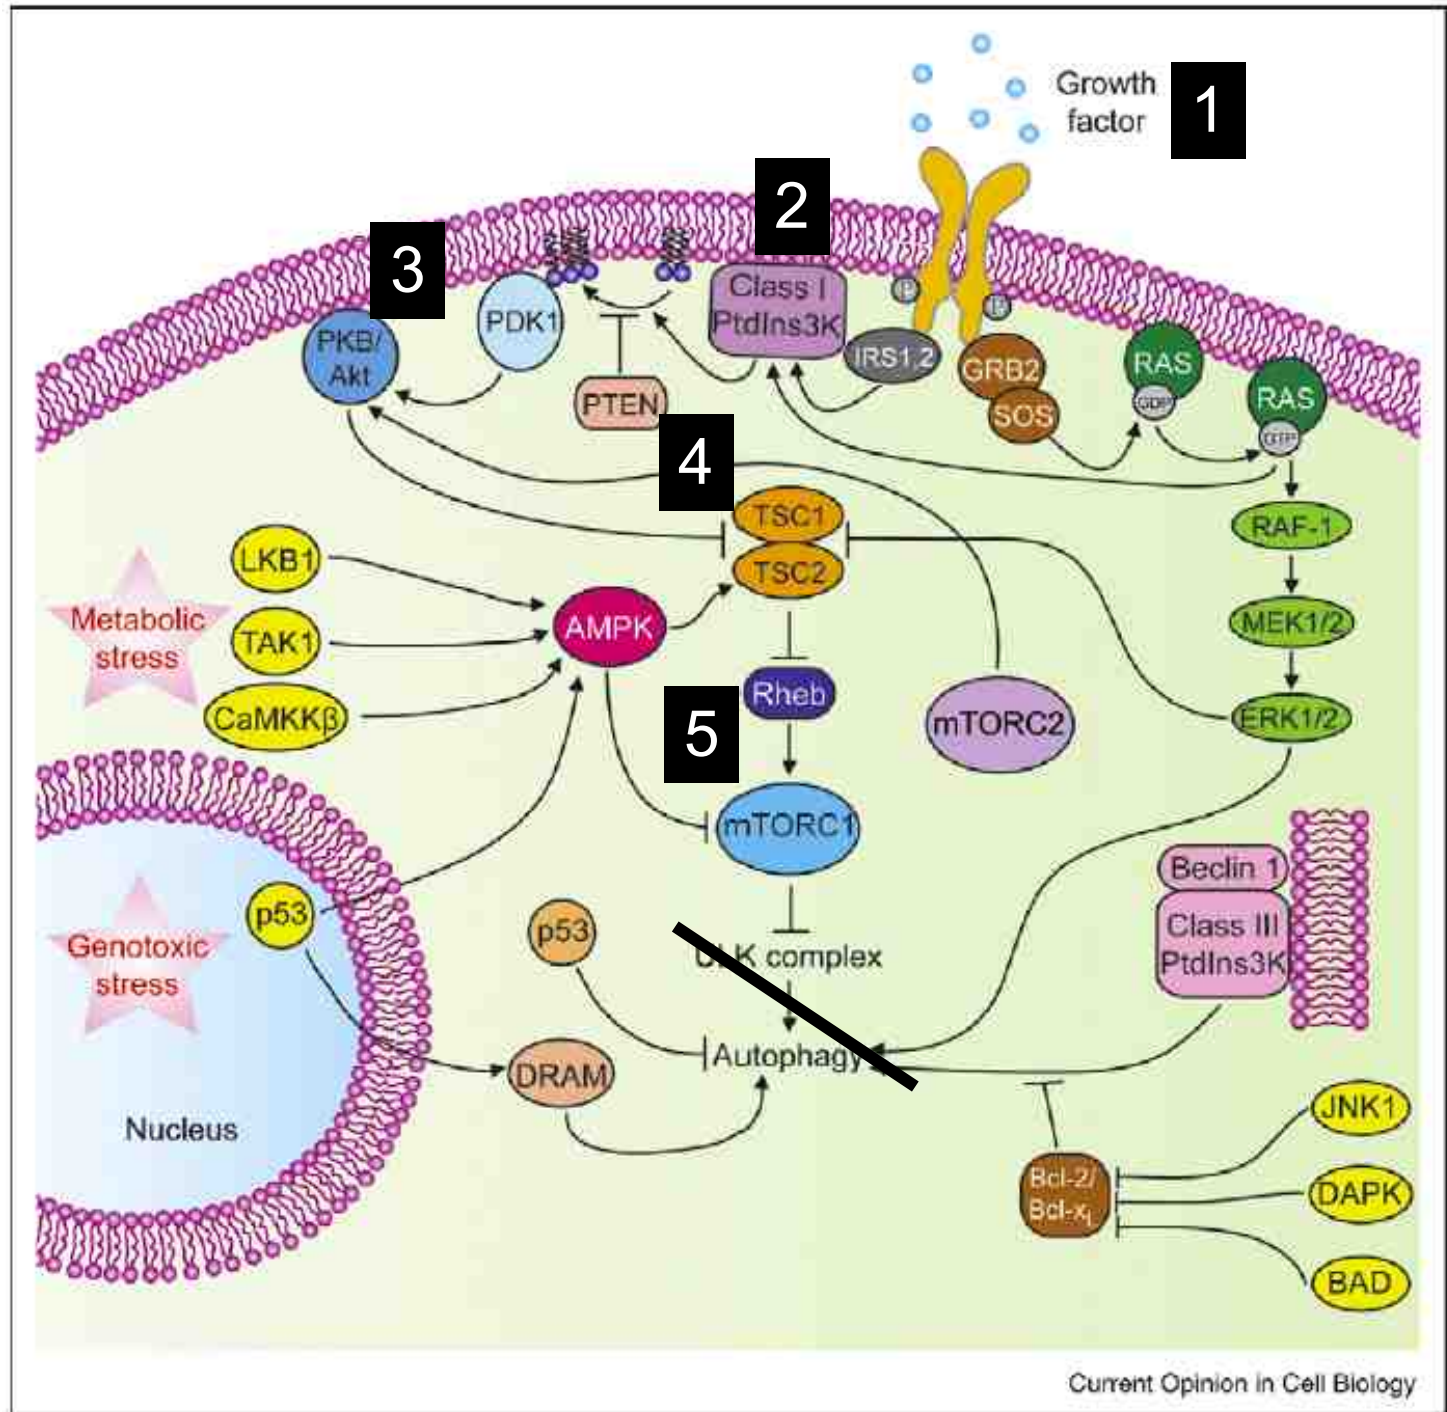 Growth
factor
1
2
3
Class I
PtdIns3K
P
P
PDK1
PKB/
Akt
IRS1,2
GRB2
SOS
RAS
GDP
RAS
GTP
PTEN
4
TSC1
TSC2
RAF-1
LKB1
Metabolic
stress
TAK1
AMPK
MEK1/2
CaMKKβ
Rheb
5
mTORC2
ERK1/2
mTORC1
Beclin 1
Class III
PtdIns3K
p53
Genotoxic
stress
p53
ULK complex
Autophagy
DRAM
Nucleus
JNK1
Bcl-2/
Bcl-xL
DAPK
BAD
Current Opinion in Cell Biology